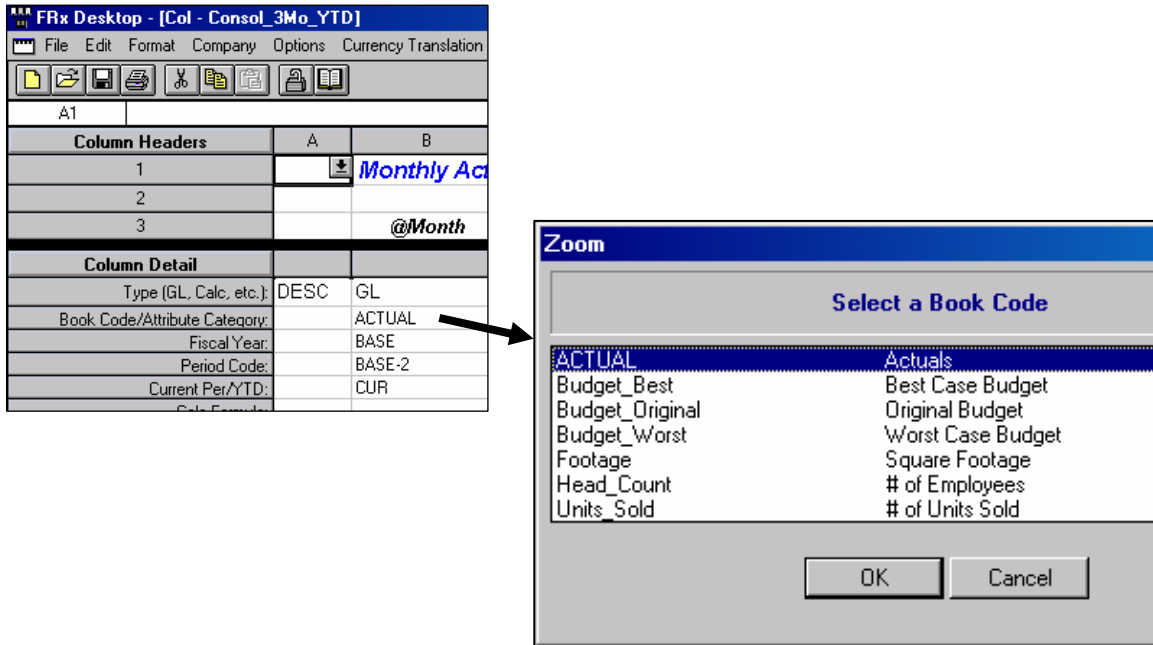 FRx Desktop - [Col - Consol_3Mo_YTD]
File Edit Format Company Options Currency Translation
A1
Column Headers A B
1 Monthly Act
2
3 @Month
Column Detail
Type (GL, Calc, etc.): DESC GL
Book Code/Attribute Category: ACTUAL
Fiscal Year: BASE
Period Code: BASE-2
Current Per/YTD: CUR
Calc Formula:
Zoom
Select a Book Code
ACTUAL Actuals
Budget_Best Best Case Budget
Budget_Original Original Budget
Budget_Worst Worst Case Budget
Footage Square Footage
Head_Count # of Employees
Units_Sold # of Units Sold
OK Cancel